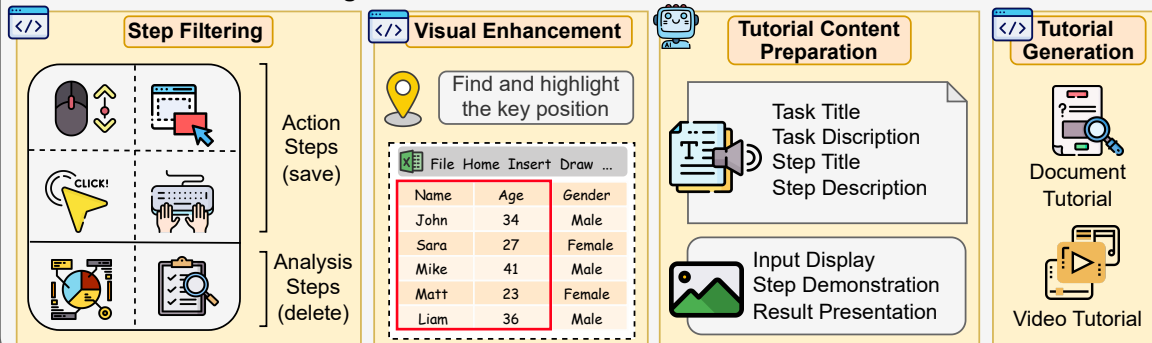 </>
Step Filtering
CLICK!
Action
Steps
(save)
Analysis
Steps
(delete)
</>
Visual Enhancement
Find and highlight
the key position
X File Home Insert Draw ...
Name Age Gender
John 34 Male
Sara 27 Female
Mike 41 Male
Matt 23 Female
Liam 36 Male
AI
Tutorial Content
Preparation
T
Task Title
Task Discription
Step Title
Step Description
Input Display
Step Demonstration
Result Presentation
</>
Tutorial
Generation
?
Document
Tutorial
Video Tutorial